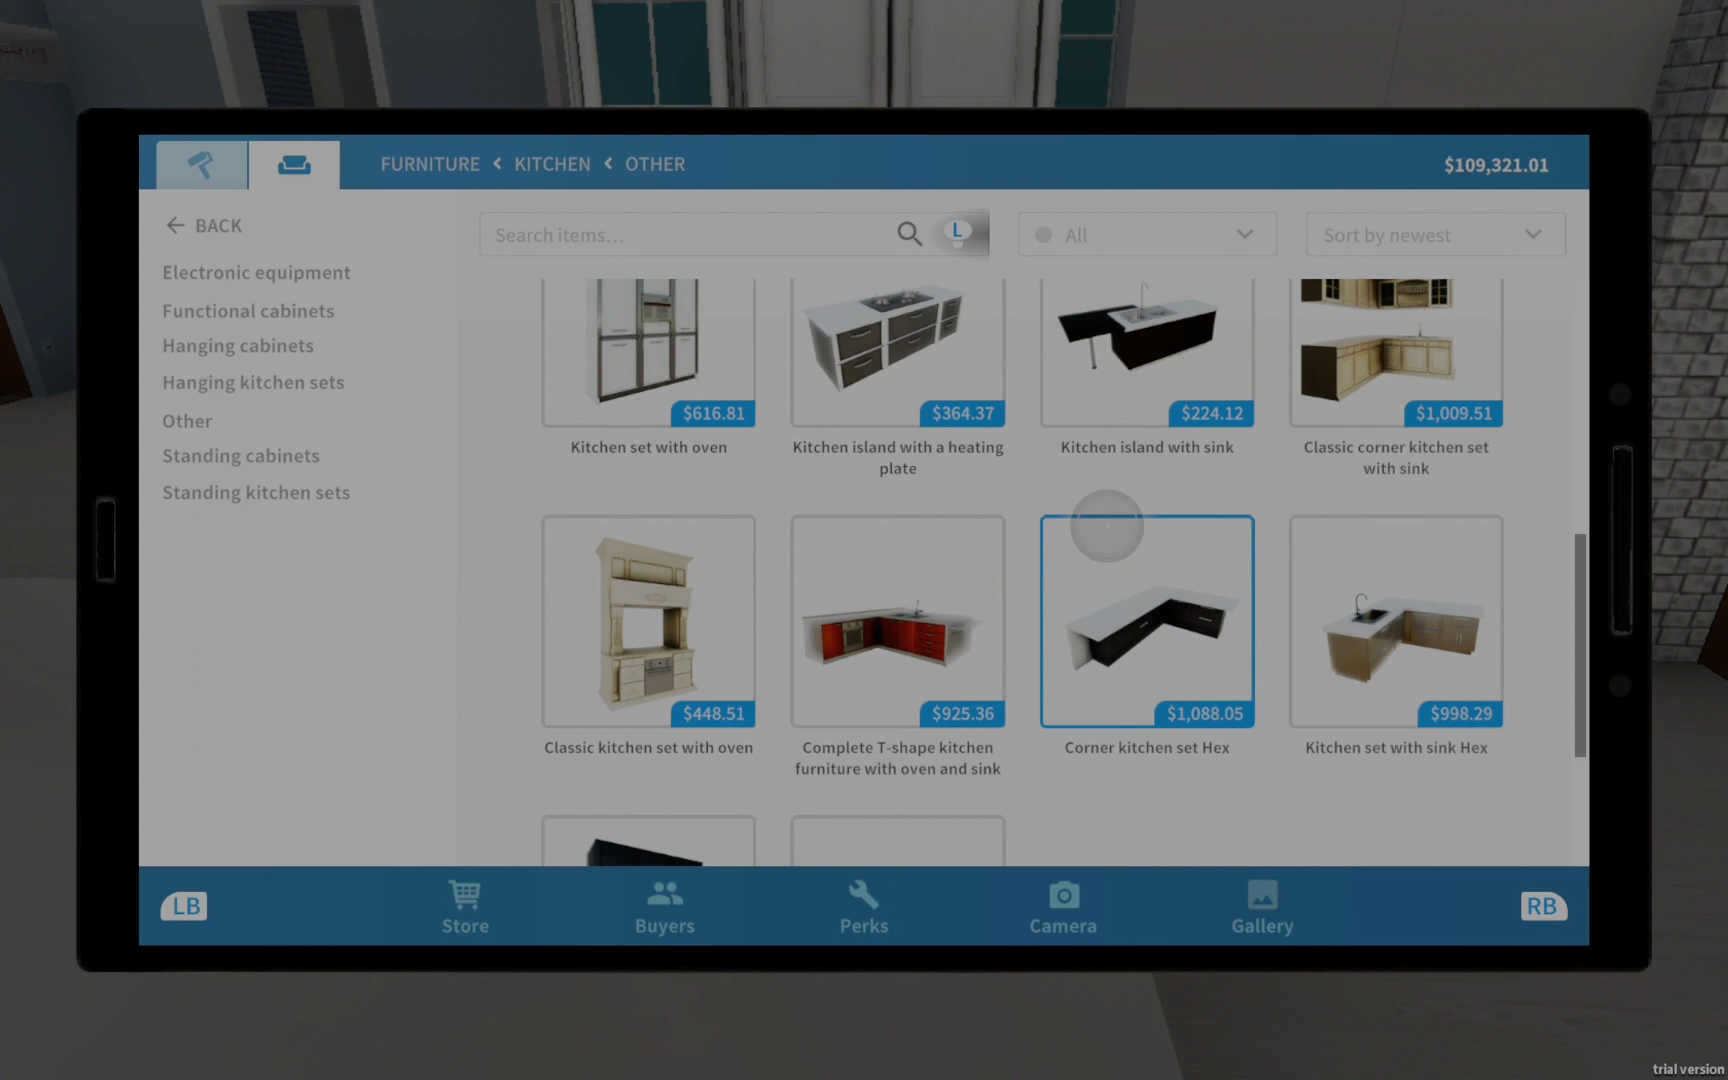 FURNITURE < KITCHEN < OTHER
$109,321.01
BACK
Search items...
L
All
Sort by newest
Electronic equipment
Functional cabinets
Hanging cabinets
Hanging kitchen sets
Other
Standing cabinets
Standing kitchen sets
$616.81
$364.37
$224.12
$1,009.51
Kitchen set with oven
Kitchen island with a heating
plate
Kitchen island with sink
Classic corner kitchen set
with sink
$448.51
$925.36
$1,088.05
$998.29
Classic kitchen set with oven
Complete T-shape kitchen
furniture with oven and sink
Corner kitchen set Hex
Kitchen set with sink Hex
LB
Store
Buyers
Perks
Camera
Gallery
RB
trial version